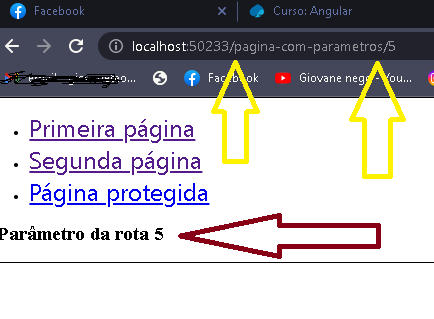 Facebook
Curso: Angular
localhost:50233/pagina-com-parametros/5
Facebook
Giovane nego - You...
Primeira página
Segunda página
Página protegida
Parâmetro da rota 5